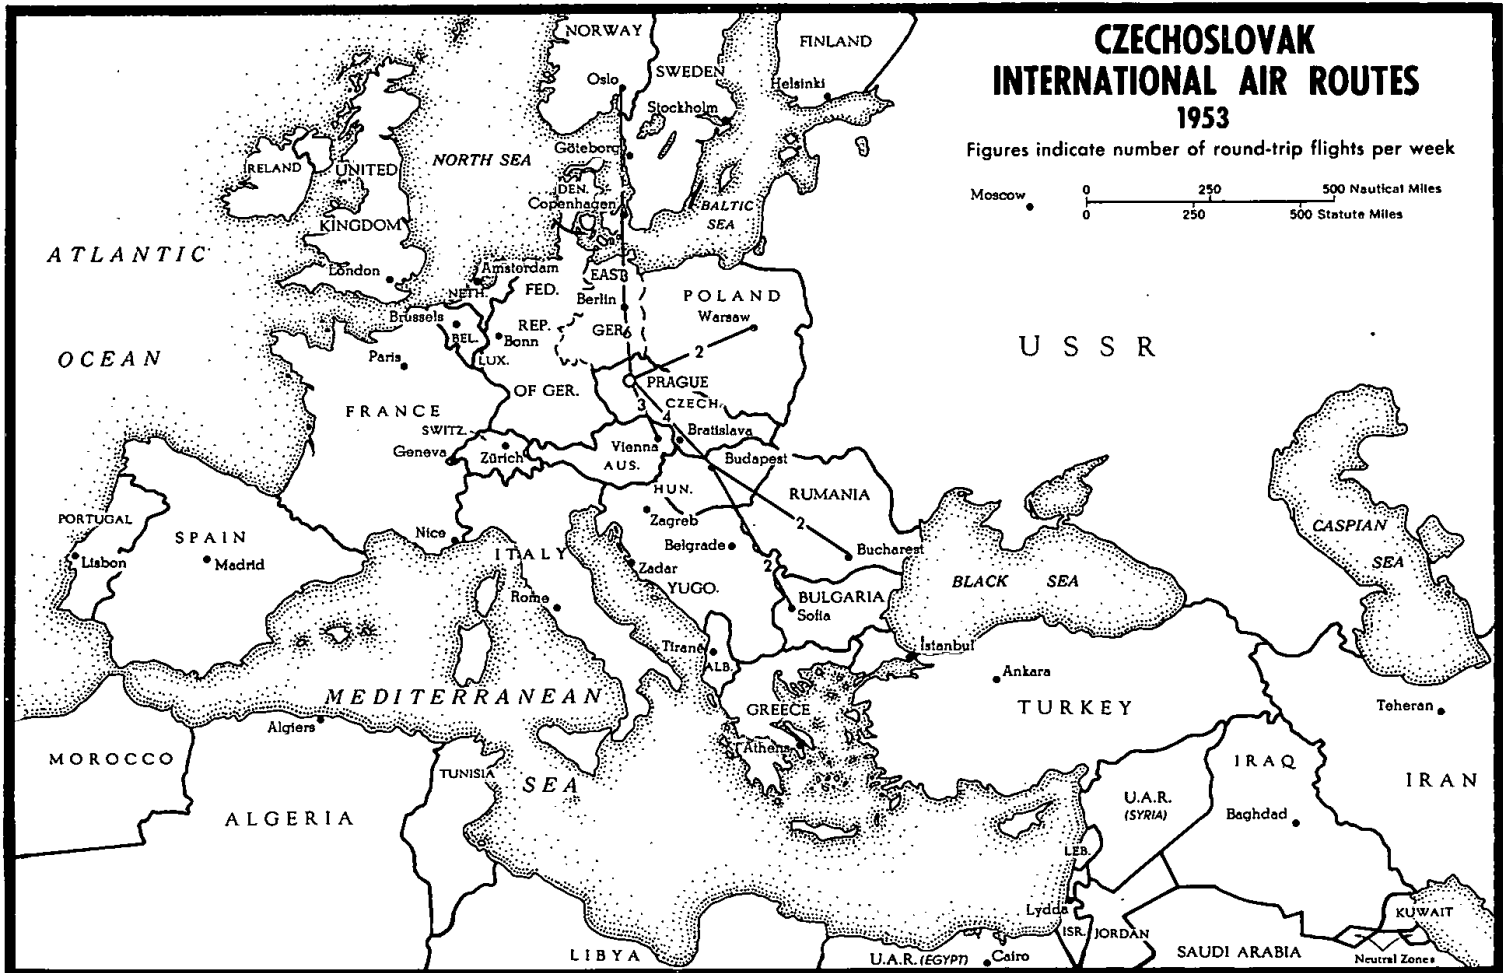 CZECHOSLOVAK
INTERNATIONAL AIR ROUTES
1953
Figures indicate number of round-trip flights per week
0 250 500 Nautical Miles
0 250 500 Statute Miles
NORWAY
FINLAND
SWEDEN
Oslo
Helsinki
Stockholm
Göteborg
NORTH SEA
IRELAND
UNITED
KINGDOM
DEN.
Copenhagen
BALTIC
SEA
Moscow
ATLANTIC
OCEAN
London
Amsterdam
NETH.
FED.
REP.
OF GER.
EAST
Berlin
GER.
6
POLAND
Warsaw
2
Brussels
BEL.
Bonn
LUX.
Paris
USSR
PRAGUE
CZECH.
3
4
FRANCE
SWITZ.
Geneva
Zürich
Vienna
AUS.
Bratislava
Budapest
HUN.
RUMANIA
2
Bucharest
Zagreb
Belgrade
2
PORTUGAL
SPAIN
Lisbon
Madrid
Nice
ITALY
Zadar
YUGO.
Rome
BULGARIA
Sofia
BLACK SEA
CASPIAN
SEA
Tiranë
ALB.
Istanbul
Ankara
TURKEY
Teheran
MEDITERRANEAN
SEA
GREECE
Athens
Algiers
MOROCCO
ALGERIA
TUNISIA
IRAQ
Baghdad
IRAN
U.A.R.
(SYRIA)
LEB.
Lydda
ISR.
JORDAN
KUWAIT
SAUDI ARABIA
Neutral Zones
LIBYA
U.A.R. (EGYPT)
Cairo